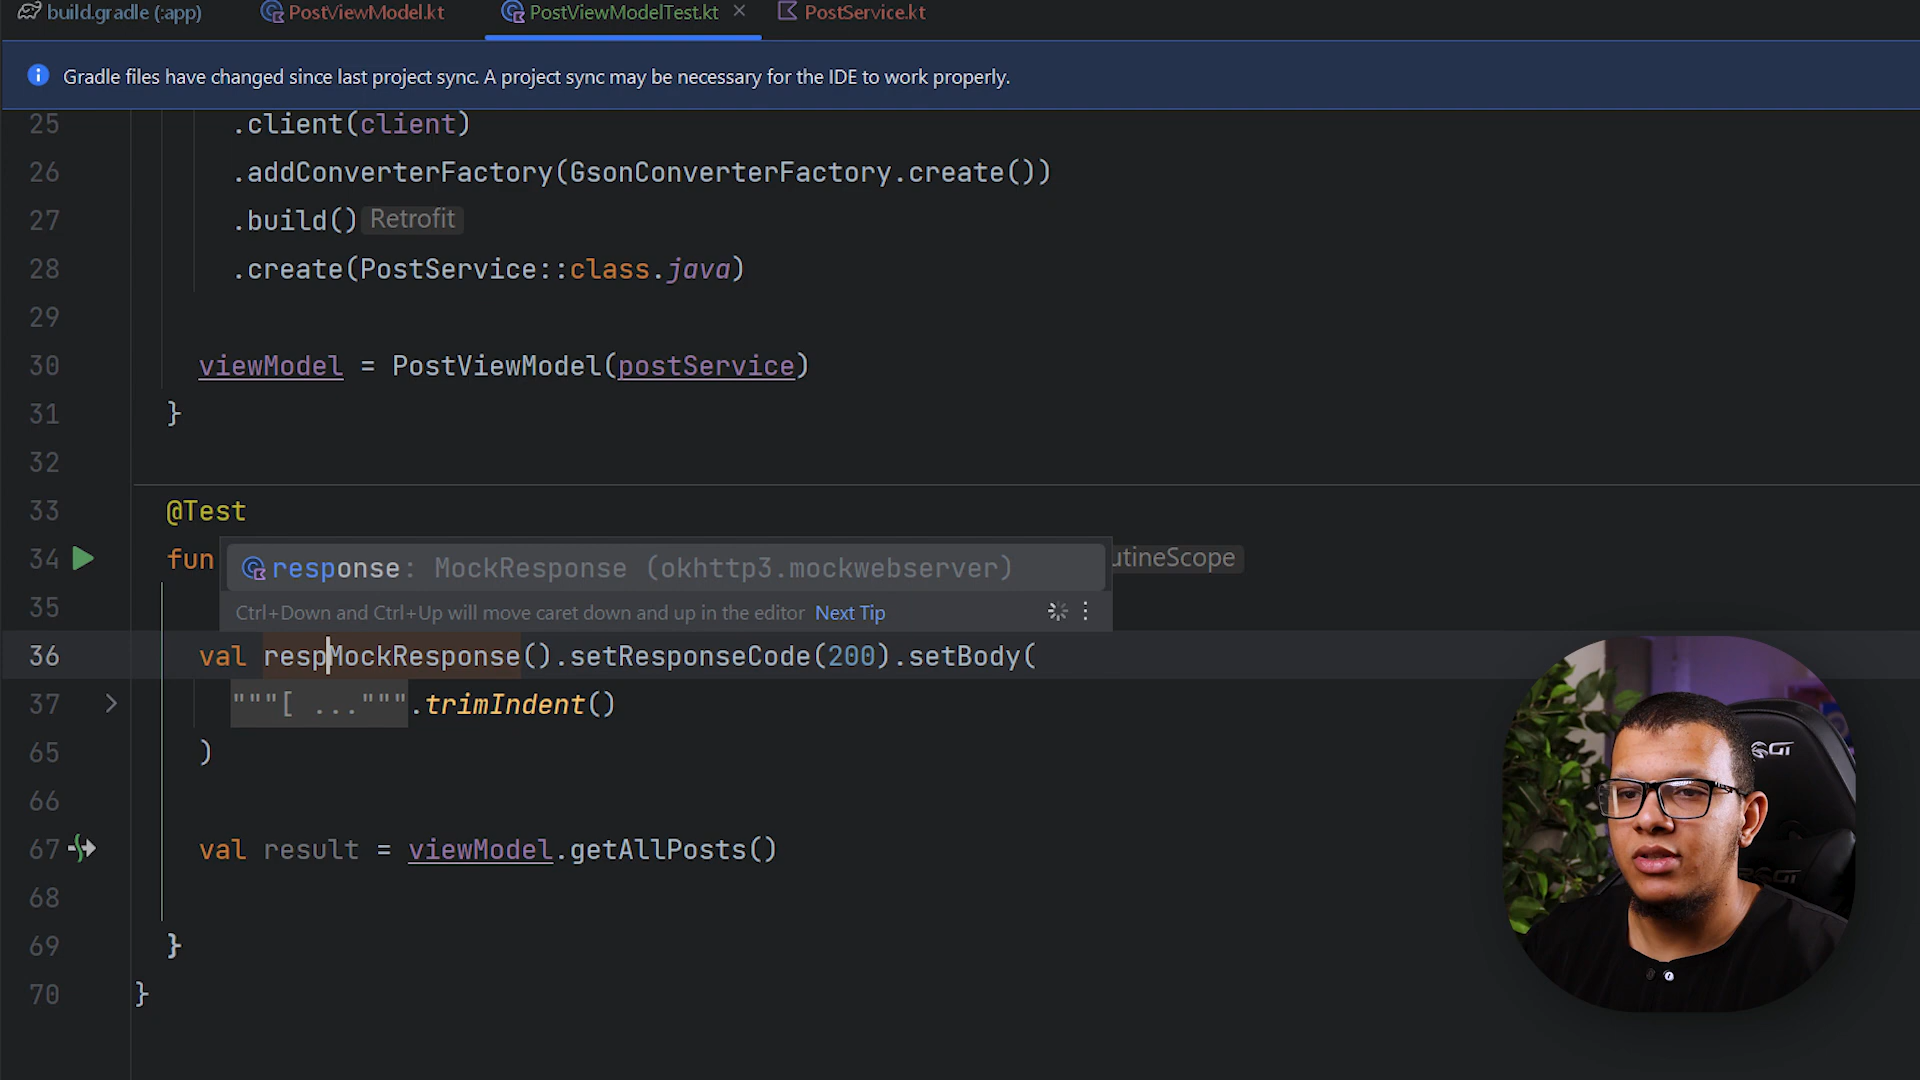 build.gradle (:app) PostViewModel.kt PostViewModelTest.kt × PostService.kt
Gradle files have changed since last project sync. A project sync may be necessary for the IDE to work properly.
25 .client(client)
26 .addConverterFactory(GsonConverterFactory.create())
27 .build() Retrofit
28 .create(PostService::class.java)
29
30 viewModel = PostViewModel(postService)
31 }
32
33 @Test
34 fun response: MockResponse (okhttp3.mockwebserver) utineScope
35 Ctrl+Down and Ctrl+Up will move caret down and up in the editor Next Tip
36 val respMockResponse().setResponseCode(200).setBody(
37 """[ ...""".trimIndent()
65 )
66
67 val result = viewModel.getAllPosts()
68
69 }
70 }